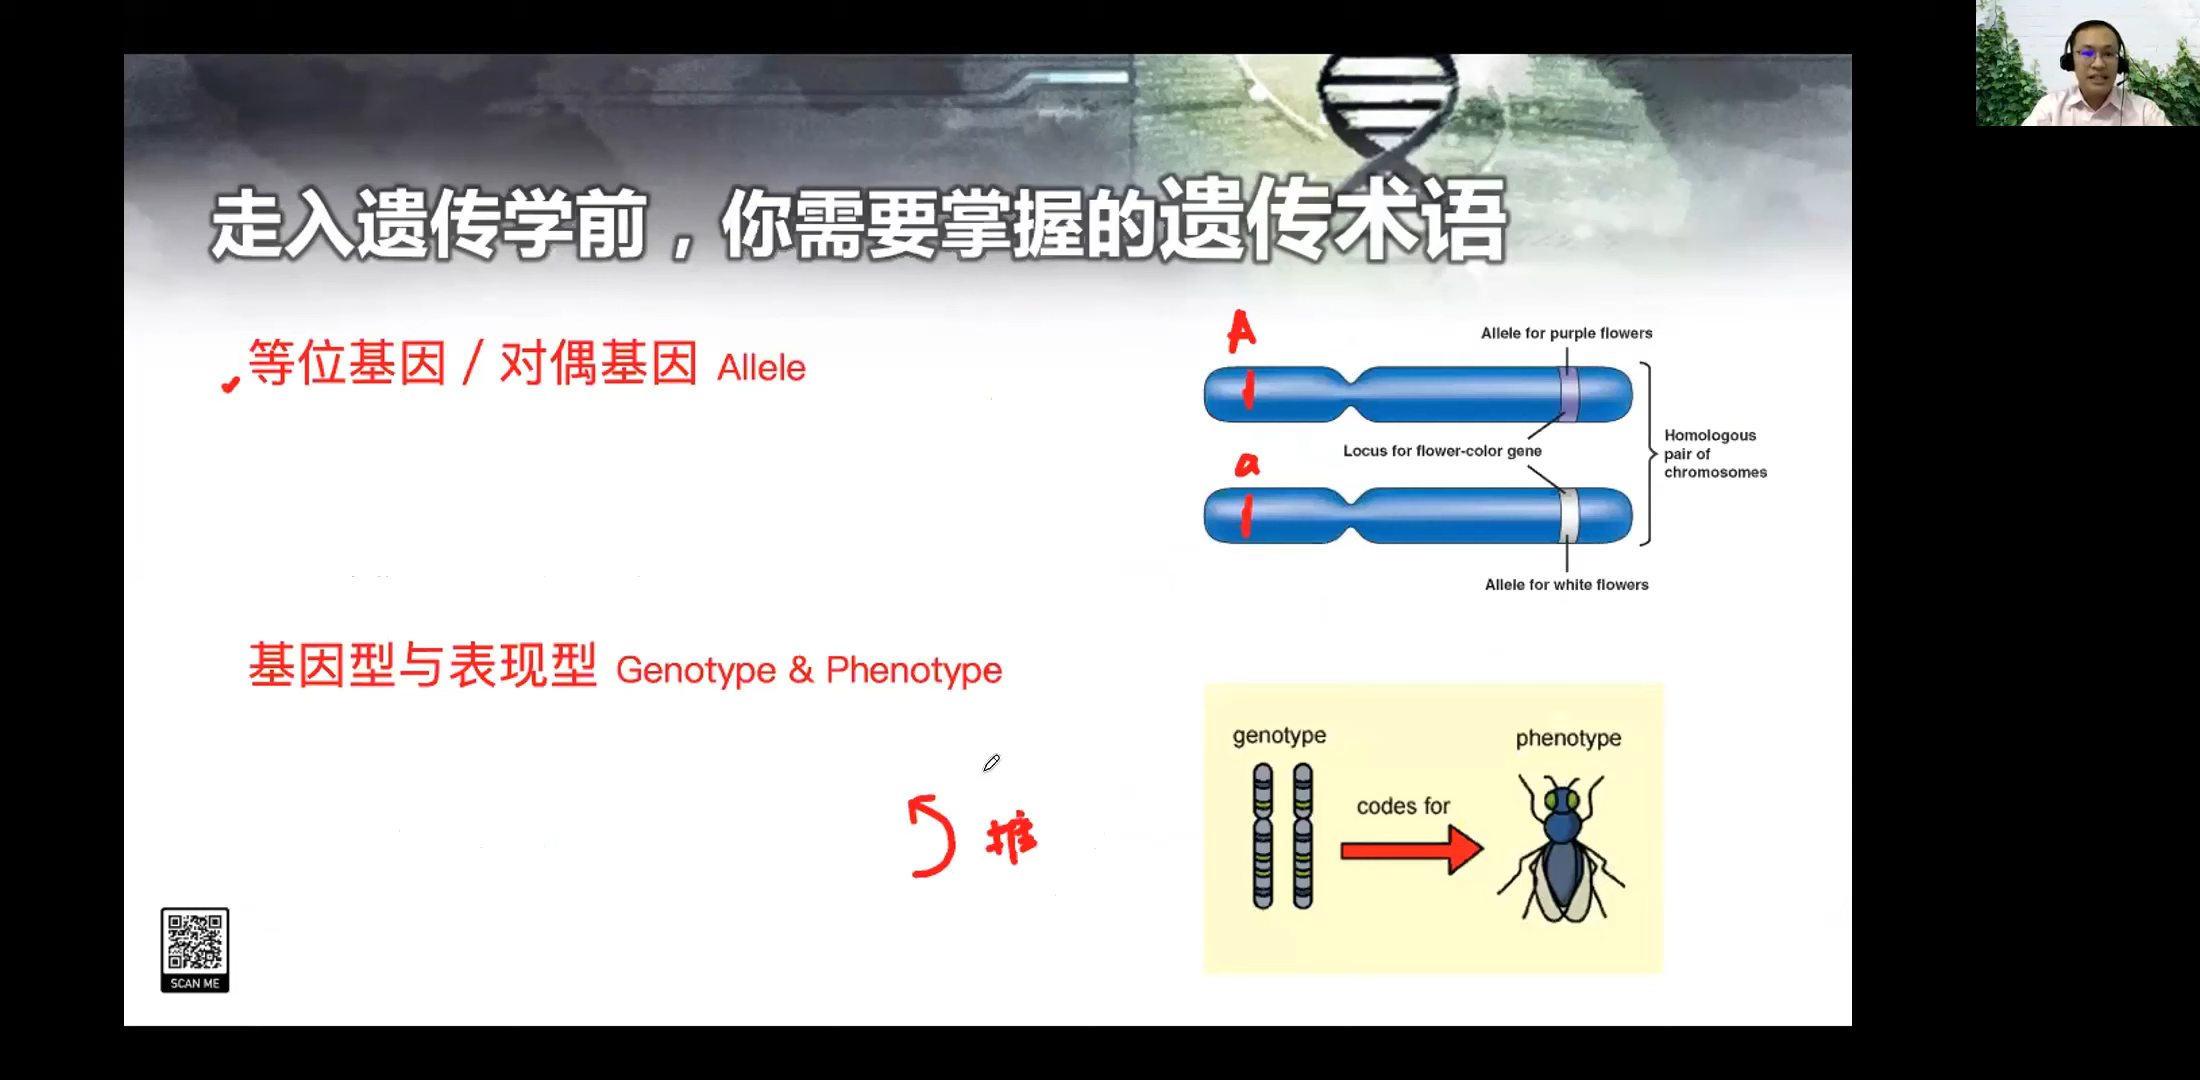 走入遗传学前，你需要掌握的遗传术语
等位基因 / 对偶基因 Allele
A
Allele for purple flowers
Locus for flower-color gene
a
Homologous
pair of
chromosomes
Allele for white flowers
基因型与表现型 Genotype & Phenotype
推
genotype
phenotype
codes for
SCAN ME